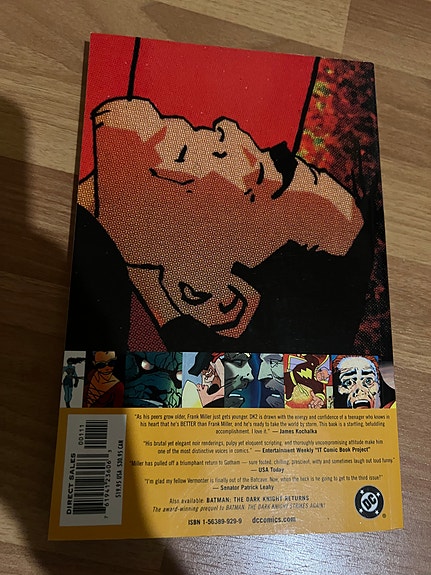 "As his peers grow older, Frank Miller just gets younger. DK2 is drawn with the energy and confidence of a teenager who knows in
his heart that he's BETTER than Frank Miller, and he's ready to take the world by storm. This book is a startling, befuddling
accomplishment. I love it." — James Kochalka
"His brutal yet elegant noir renderings, pulpy yet eloquent scripting, and thoroughly uncompromising attitude make him
one of the most distinctive voices in comics." — Entertainment Weekly "IT Comic Book Project"
"Miller has pulled off a triumphant return to Gotham — sure footed, chilling, prescient, witty and sometimes laugh out loud funny."
— USA Today
"I'm glad my fellow Vermonter is finally out of the Batcave. Now, when the heck is he going to get to the third issue?"
— Senator Patrick Leahy
Also available: BATMAN: THE DARK KNIGHT RETURNS
The award-winning prequel to BATMAN: THE DARK KNIGHT STRIKES AGAIN!
ISBN 1-56389-929-9 dccomics.com
DC
DIRECT SALES
$19.95 USA $30.95 CAN
00111